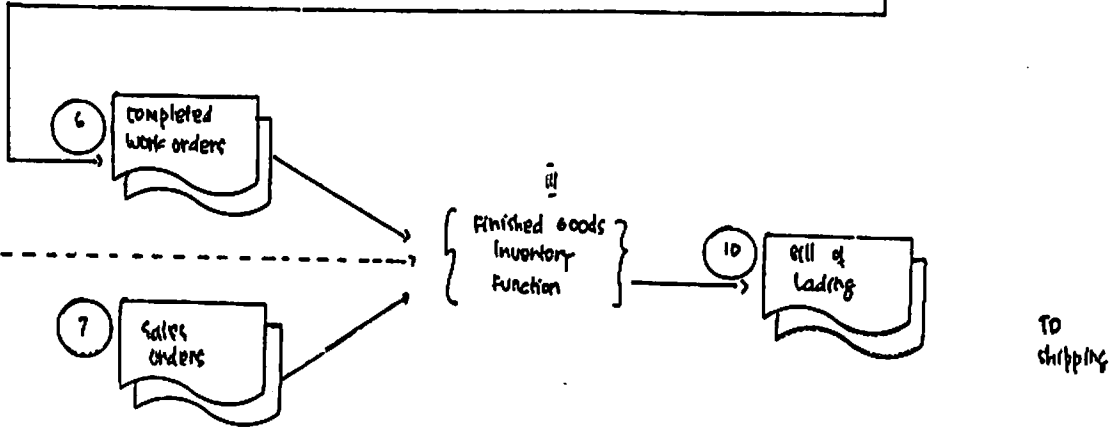 6
completed
work orders
III
Finished Goods
Inventory
Function
10
Bill of
Lading
7
Sales
orders
TO
shipping